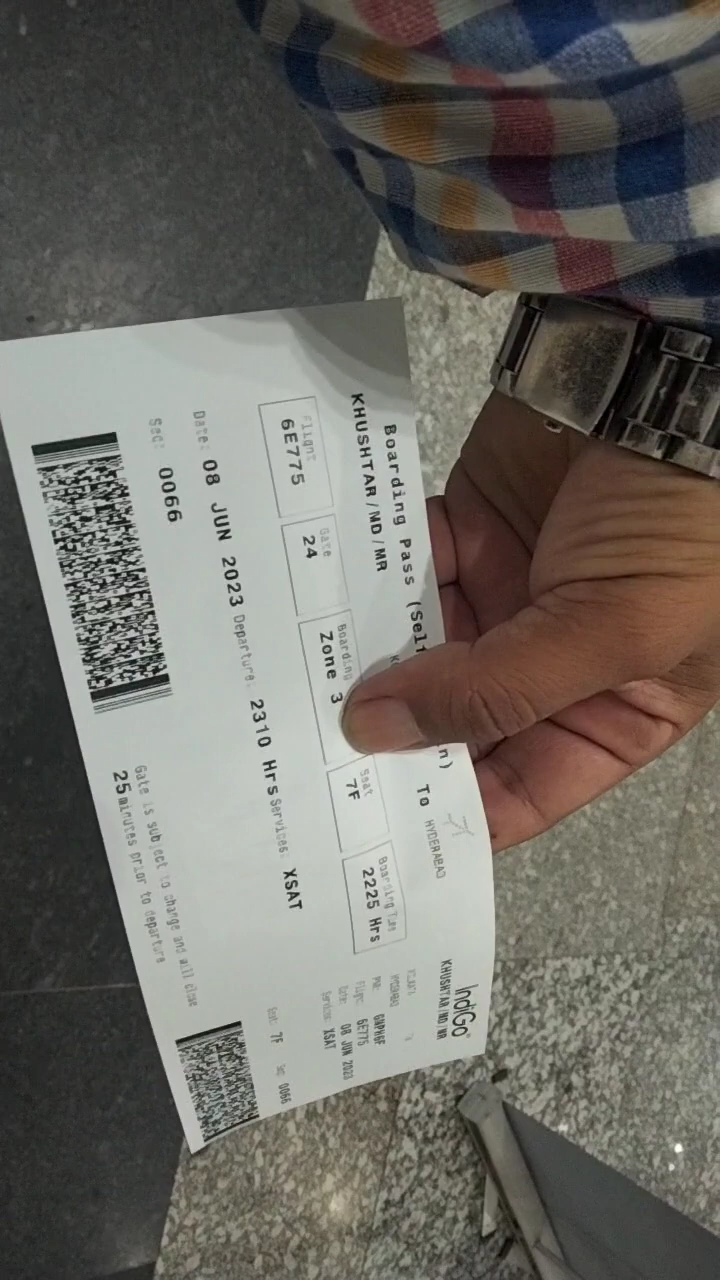 Boarding Pass (Self
n)
KHUSHTAR/MD/MR
To HYDERABAD
Flight
6E775
Gate
24
Boarding
Zone 3
Seat
7F
Boarding Time
2225 Hrs
Date: 08 JUN 2023 Departure: 2310 Hrs Services: XSAT
Seq: 0066
Gate is subject to change and will close
25 minutes prior to departure
IndiGo
KHUSHTAR/MD/MR
HYDERABAD
PNR:
Flight: 6E775
Date: 08 JUN 2023
Services: XSAT
Seat: 7F Seq: 0066